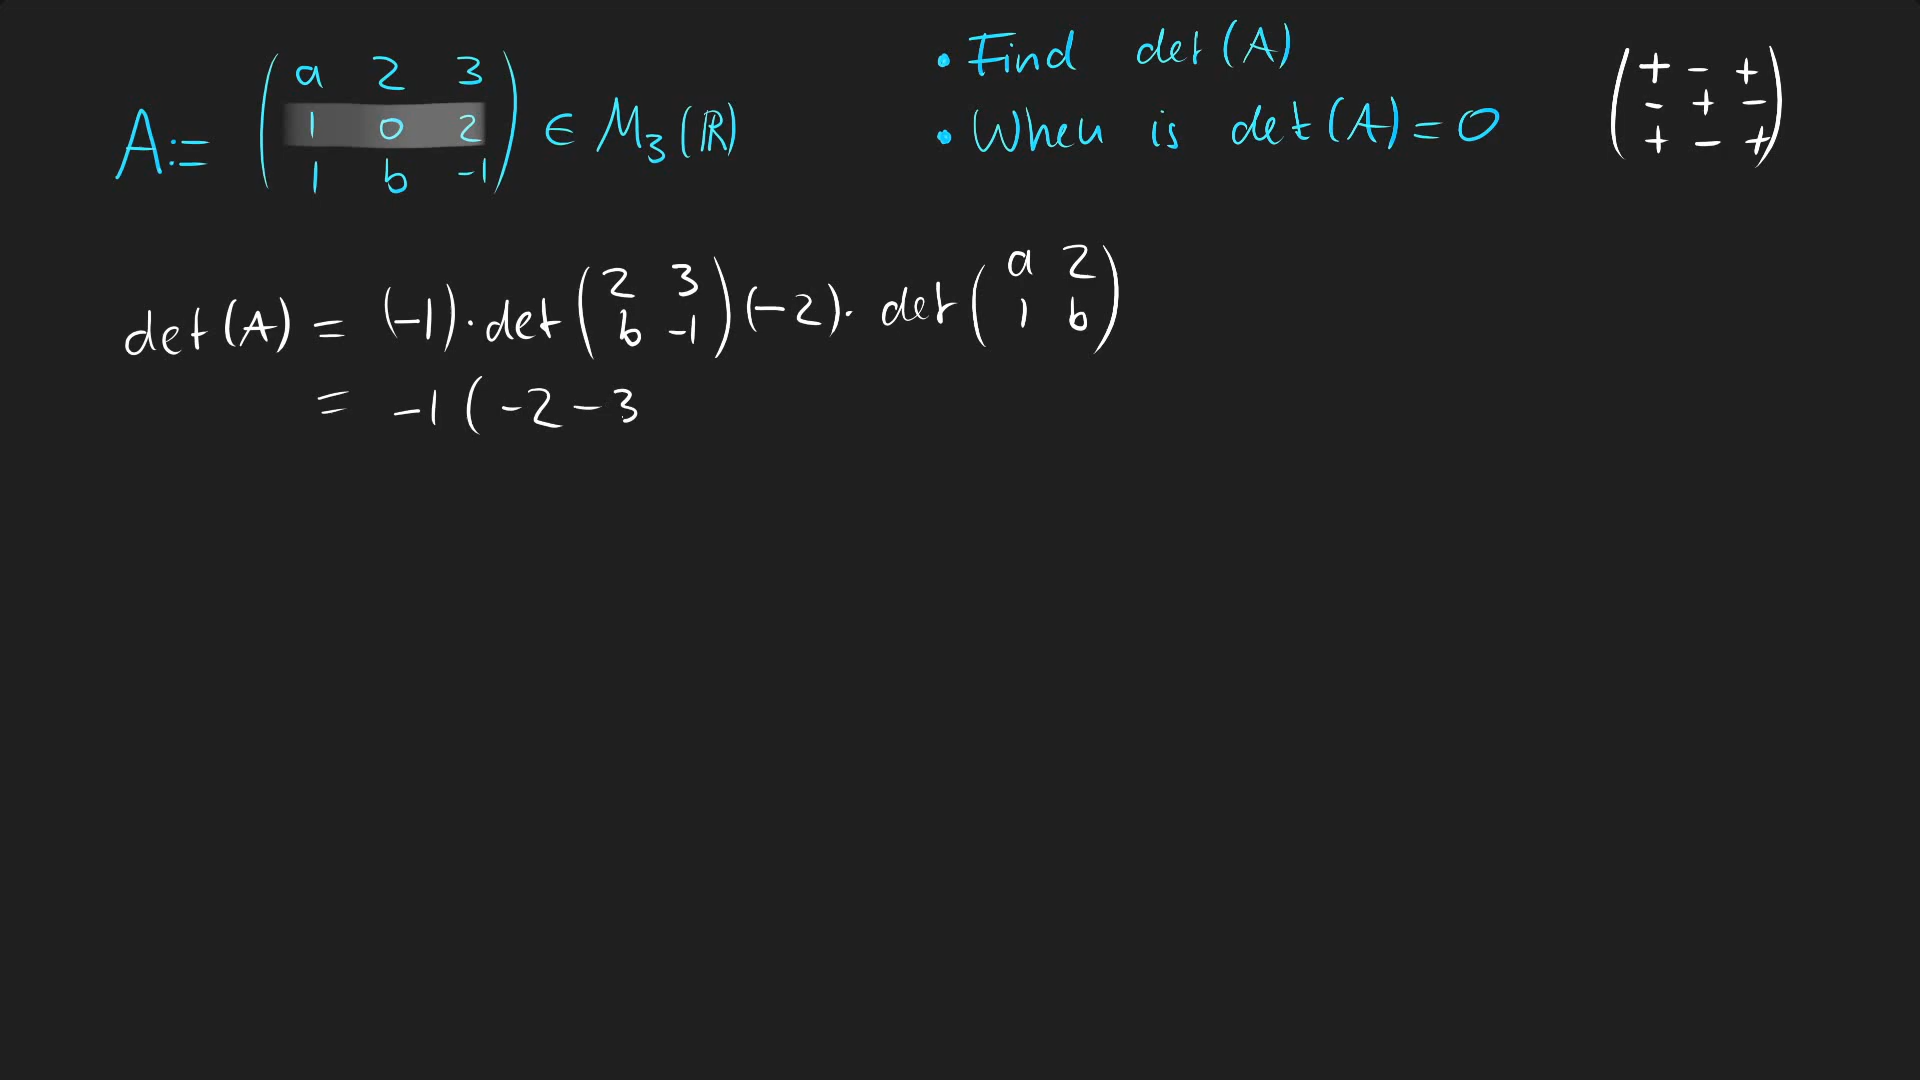 A := ( a 2 3 ; 1 0 2 ; 1 b -1 ) ∈ M₃(ℝ)
• Find det(A)
• When is det(A) = 0
( + - + ; - + - ; + - + )
det(A) = (-1) · det( 2 3 ; b -1 ) (-2) · det( a 2 ; 1 b )
= -1 ( -2 - 3